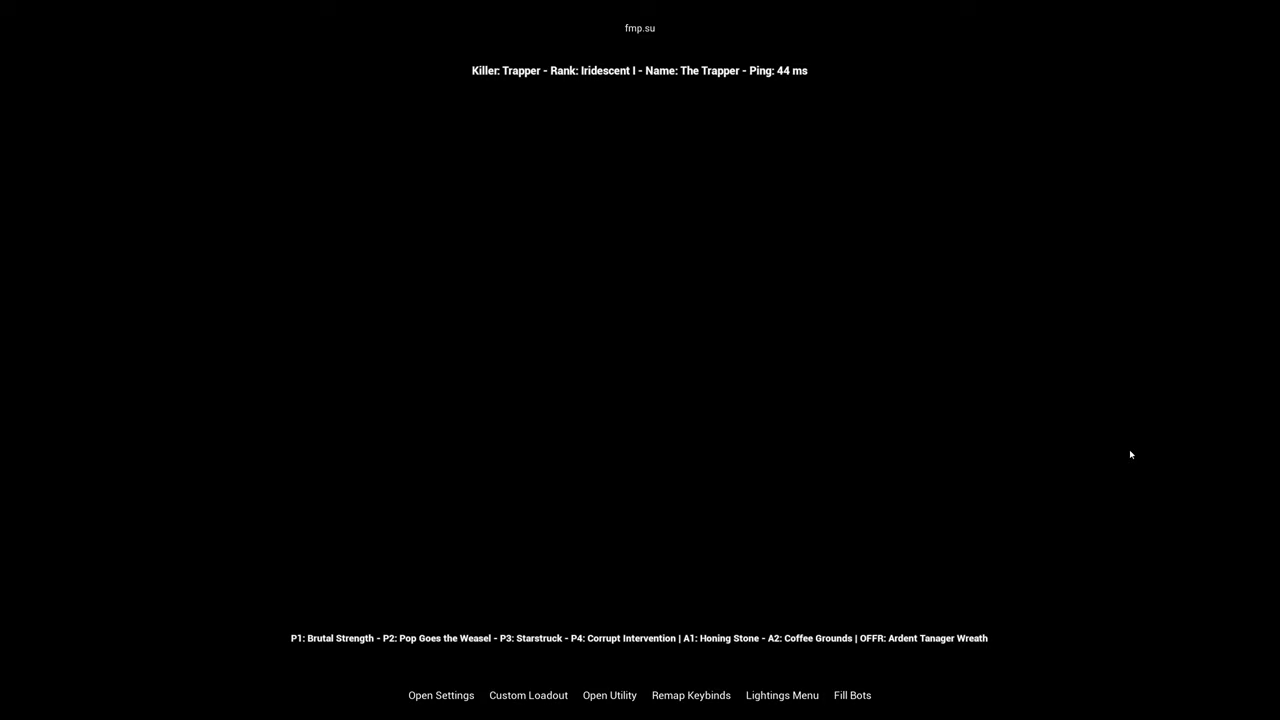 fmp.su
Killer: Trapper - Rank: Iridescent I - Name: The Trapper - Ping: 44 ms
P1: Brutal Strength - P2: Pop Goes the Weasel - P3: Starstruck - P4: Corrupt Intervention | A1: Honing Stone - A2: Coffee Grounds | OFFR: Ardent Tanager Wreath
Open Settings Custom Loadout Open Utility Remap Keybinds Lightings Menu Fill Bots